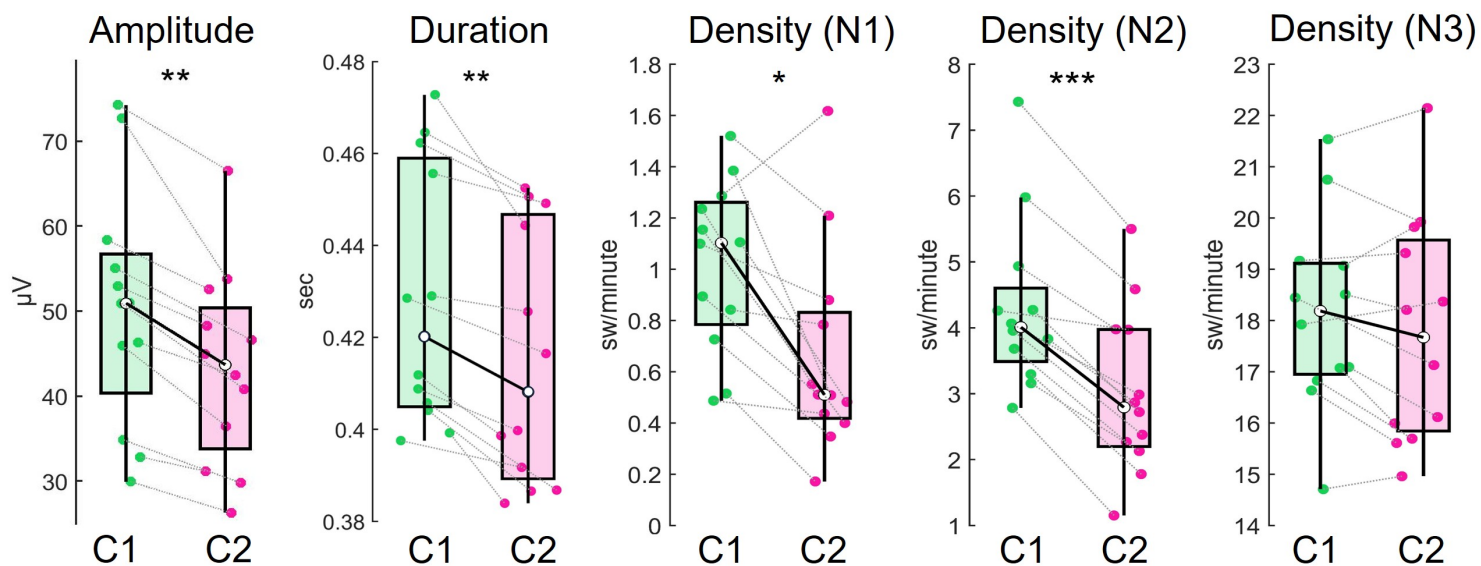 Amplitude
**
µV
70
60
50
40
30
C1 C2
Duration
**
sec
0.48
0.46
0.44
0.42
0.4
0.38
C1 C2
Density (N1)
*
sw/minute
1.8
1.6
1.4
1.2
1
0.8
0.6
0.4
0.2
0
C1 C2
Density (N2)
***
sw/minute
8
7
6
5
4
3
2
1
C1 C2
Density (N3)
sw/minute
23
22
21
20
19
18
17
16
15
14
C1 C2